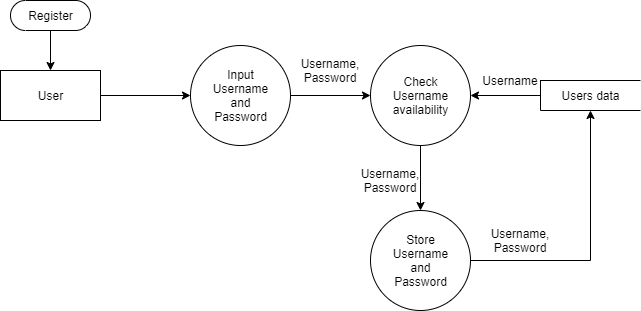 Register
User
Input
Username
and
Password
Username,
Password
Check
Username
availability
Username
Users data
Username,
Password
Store
Username
and
Password
Username,
Password